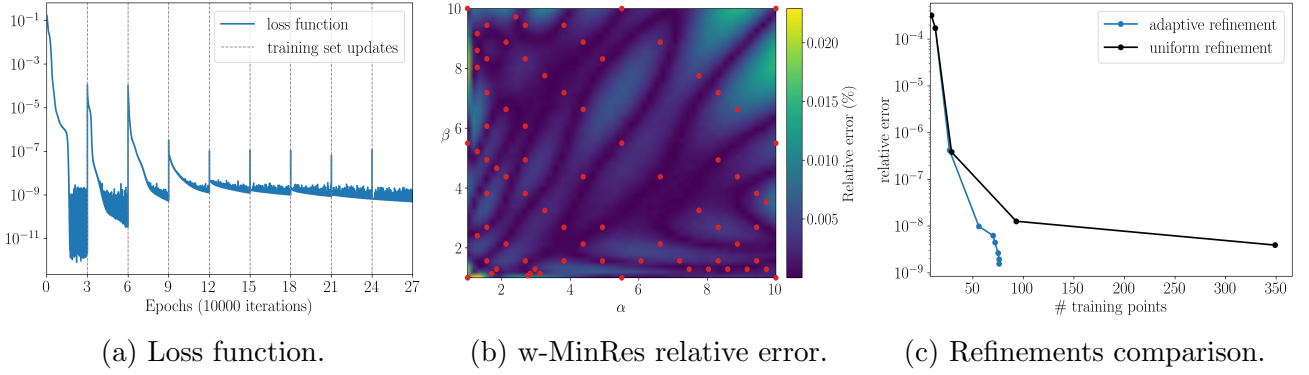 10⁻¹
10⁻³
10⁻⁵
10⁻⁷
10⁻⁹
10⁻¹¹
loss function
training set updates
0 3 6 9 12 15 18 21 24 27
Epochs (10000 iterations)
(a) Loss function.
10
8
6
4
2
β
2 4 6 8 10
α
0.020
0.015
0.010
0.005
Relative error (%)
(b) w-MinRes relative error.
10⁻⁴
10⁻⁵
10⁻⁶
10⁻⁷
10⁻⁸
10⁻⁹
relative error
adaptive refinement
uniform refinement
50 100 150 200 250 300 350
# training points
(c) Refinements comparison.